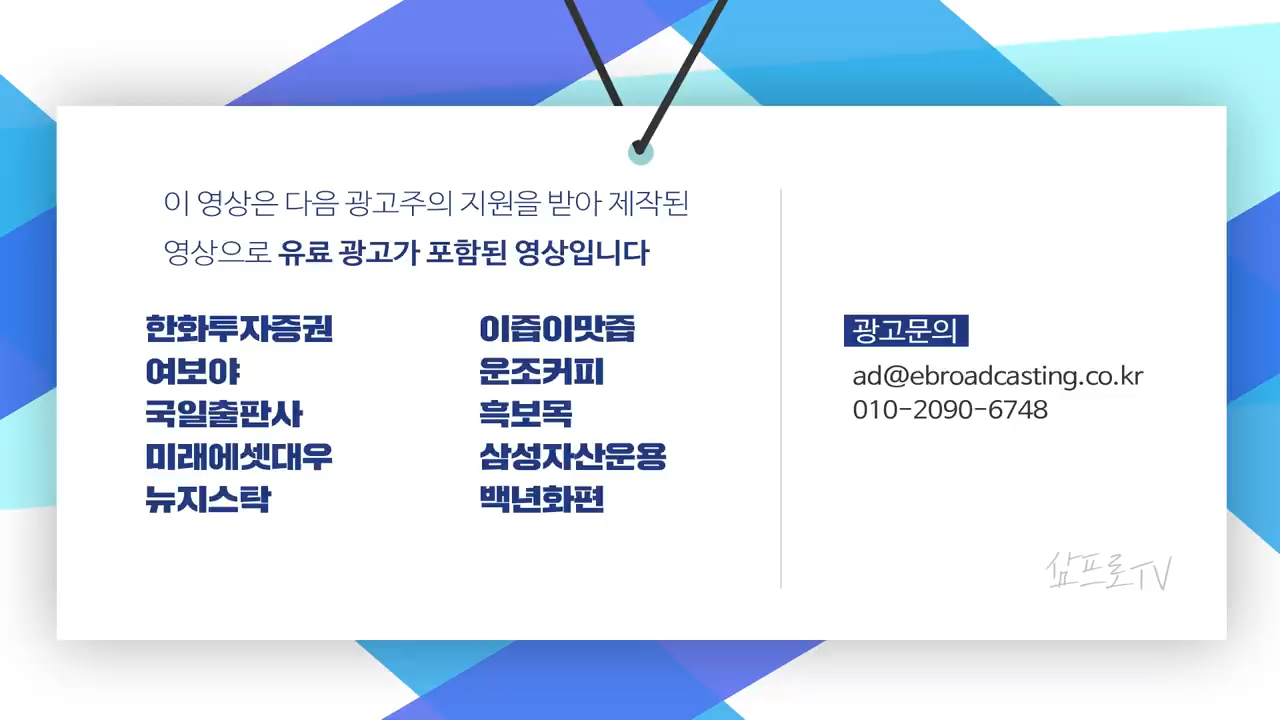 이 영상은 다음 광고주의 지원을 받아 제작된
영상으로 유료 광고가 포함된 영상입니다
한화투자증권
여보야
국일출판사
미래에셋대우
뉴지스탁
이즙이맛즙
운조커피
흑보목
삼성자산운용
백년화편
광고문의
ad@ebroadcasting.co.kr
010-2090-6748
삼프로TV